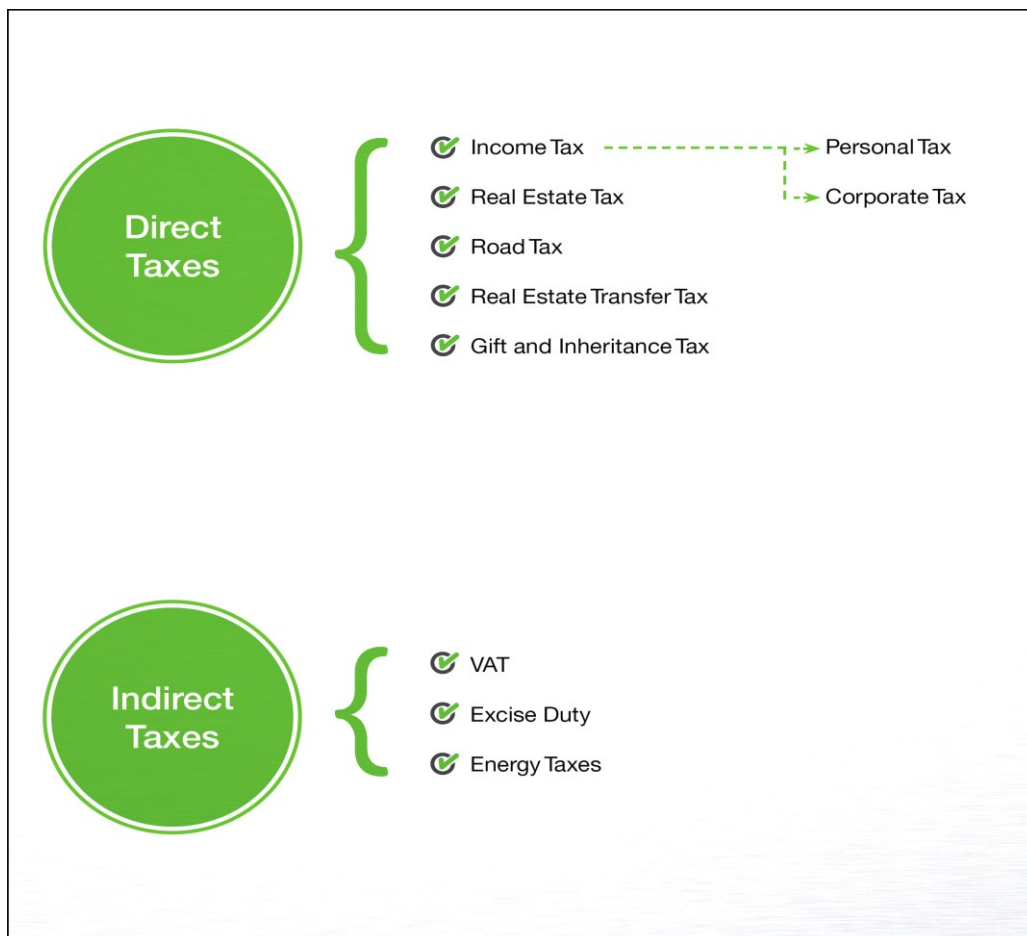 Direct
Taxes
Income Tax
Personal Tax
Real Estate Tax
Corporate Tax
Road Tax
Real Estate Transfer Tax
Gift and Inheritance Tax
Indirect
Taxes
VAT
Excise Duty
Energy Taxes